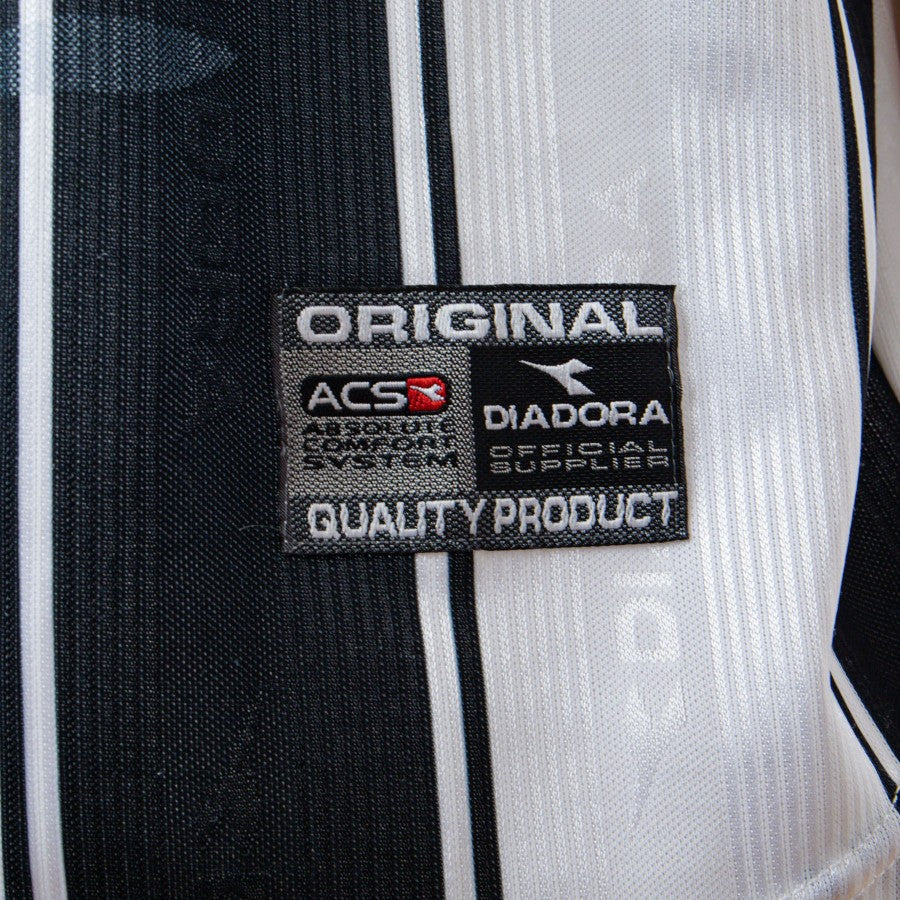 ORIGINAL
ACS
ABSOLUTE
COMFORT
SYSTEM
DIADORA
OFFICIAL
SUPPLIER
QUALITY PRODUCT